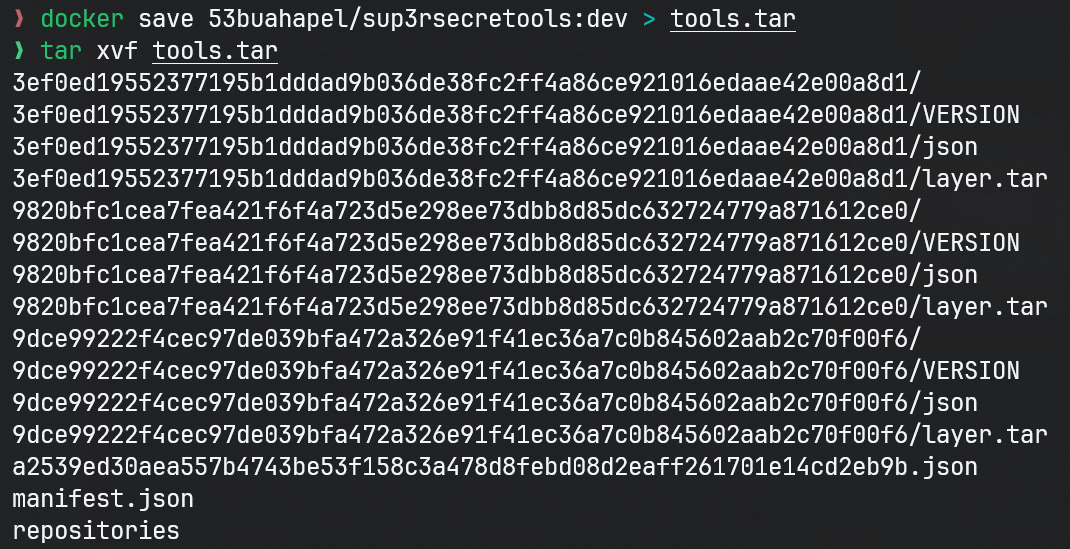 ❯ docker save 53buahapel/sup3rsecretools:dev > tools.tar
❯ tar xvf tools.tar
3ef0ed19552377195b1dddad9b036de38fc2ff4a86ce921016edaae42e00a8d1/
3ef0ed19552377195b1dddad9b036de38fc2ff4a86ce921016edaae42e00a8d1/VERSION
3ef0ed19552377195b1dddad9b036de38fc2ff4a86ce921016edaae42e00a8d1/json
3ef0ed19552377195b1dddad9b036de38fc2ff4a86ce921016edaae42e00a8d1/layer.tar
9820bfc1cea7fea421f6f4a723d5e298ee73dbb8d85dc632724779a871612ce0/
9820bfc1cea7fea421f6f4a723d5e298ee73dbb8d85dc632724779a871612ce0/VERSION
9820bfc1cea7fea421f6f4a723d5e298ee73dbb8d85dc632724779a871612ce0/json
9820bfc1cea7fea421f6f4a723d5e298ee73dbb8d85dc632724779a871612ce0/layer.tar
9dce99222f4cec97de039bfa472a326e91f41ec36a7c0b845602aab2c70f00f6/
9dce99222f4cec97de039bfa472a326e91f41ec36a7c0b845602aab2c70f00f6/VERSION
9dce99222f4cec97de039bfa472a326e91f41ec36a7c0b845602aab2c70f00f6/json
9dce99222f4cec97de039bfa472a326e91f41ec36a7c0b845602aab2c70f00f6/layer.tar
a2539ed30aea557b4743be53f158c3a478d8febd08d2eaff261701e14cd2eb9b.json
manifest.json
repositories